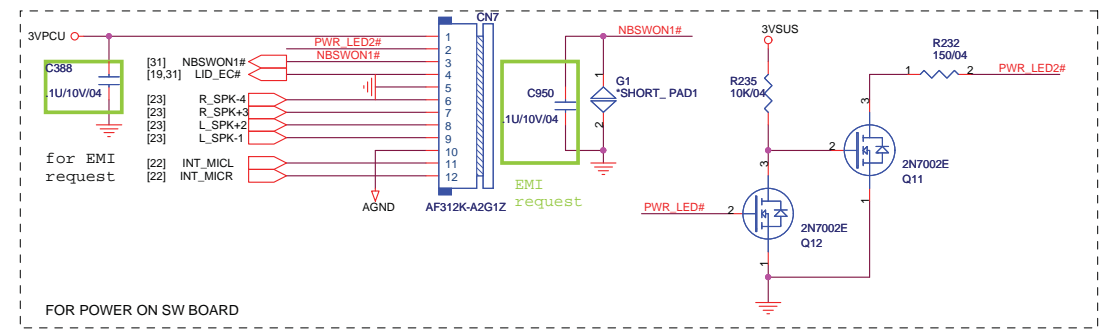 CN7
3VPCU
1
PWR_LED2#
2
[31] NBSWON1#
NBSWON1#
3
[19,31] LID_EC#
4
5
[23] R_SPK-4
6
[23] R_SPK+3
7
[23] L_SPK+2
8
[23] L_SPK-1
9
10
[22] INT_MICL
11
[22] INT_MICR
12
AGND
AF312K-A2G1Z
C388
.1U/10V/04
for EMI
request
NBSWON1#
C950
.1U/10V/04
1
G1
*SHORT_ PAD1
2
EMI
request
3VSUS
R235
10K/04
R232
150/04
1
2
PWR_LED2#
3
2
2N7002E
Q11
1
3
PWR_LED#
2
2N7002E
Q12
1
FOR POWER ON SW BOARD